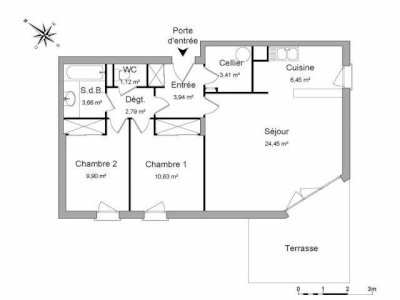 Porte
d'entrée
WC
1,12 m²
Cellier
3,41 m²
Cuisine
6,45 m²
S.d.B.
3,66 m²
Entrée
3,94 m²
Dégt.
2,79 m²
Séjour
24,45 m²
Chambre 2
9,90 m²
Chambre 1
10,63 m²
Terrasse
0 1 2 3m